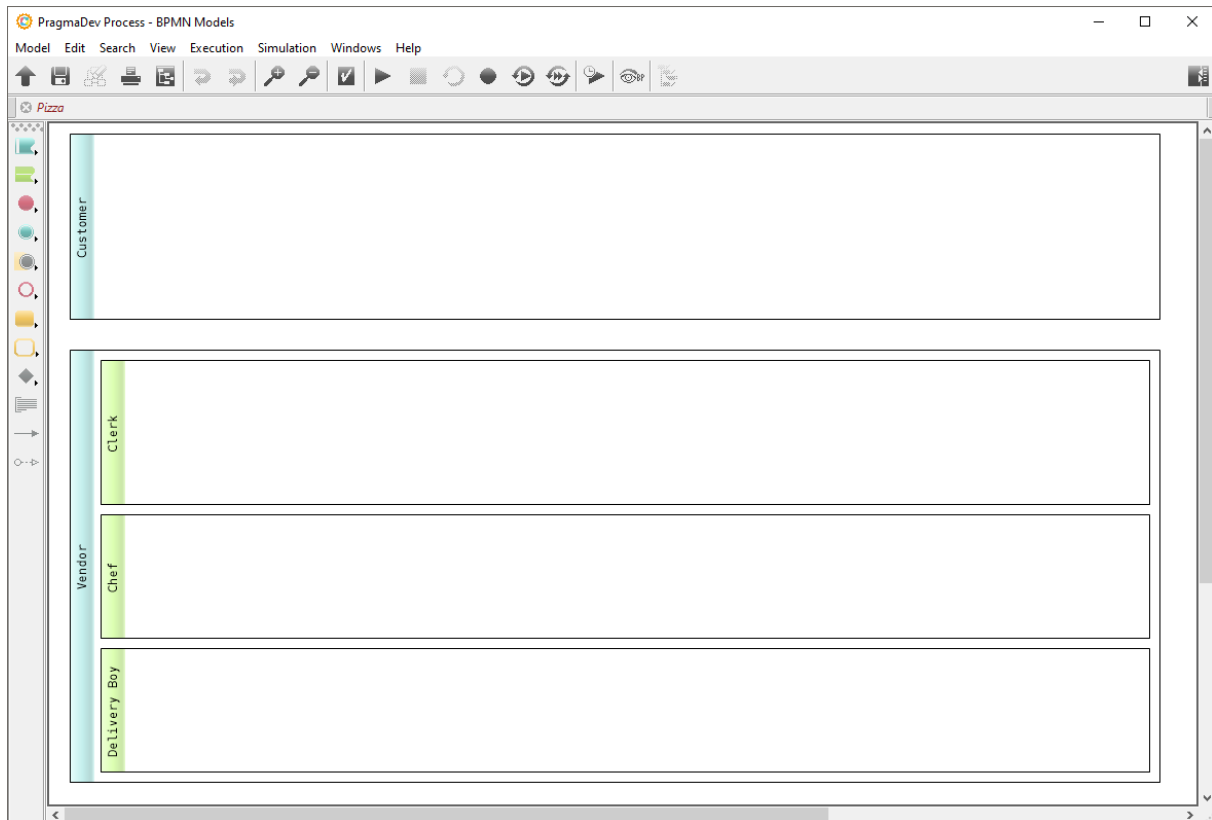 PragmaDev Process - BPMN Models
Model Edit Search View Execution Simulation Windows Help
Pizza
Customer
Vendor
Clerk
Chef
Delivery Boy